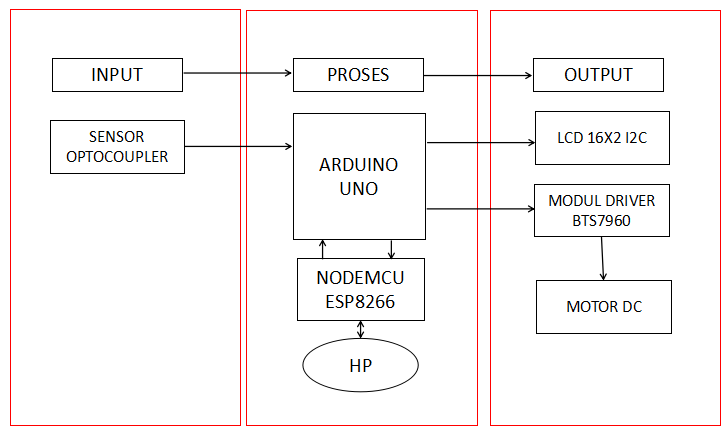 INPUT
PROSES
OUTPUT
SENSOR
OPTOCOUPLER
ARDUINO
UNO
LCD 16X2 I2C
MODUL DRIVER
BTS7960
NODEMCU
ESP8266
MOTOR DC
HP